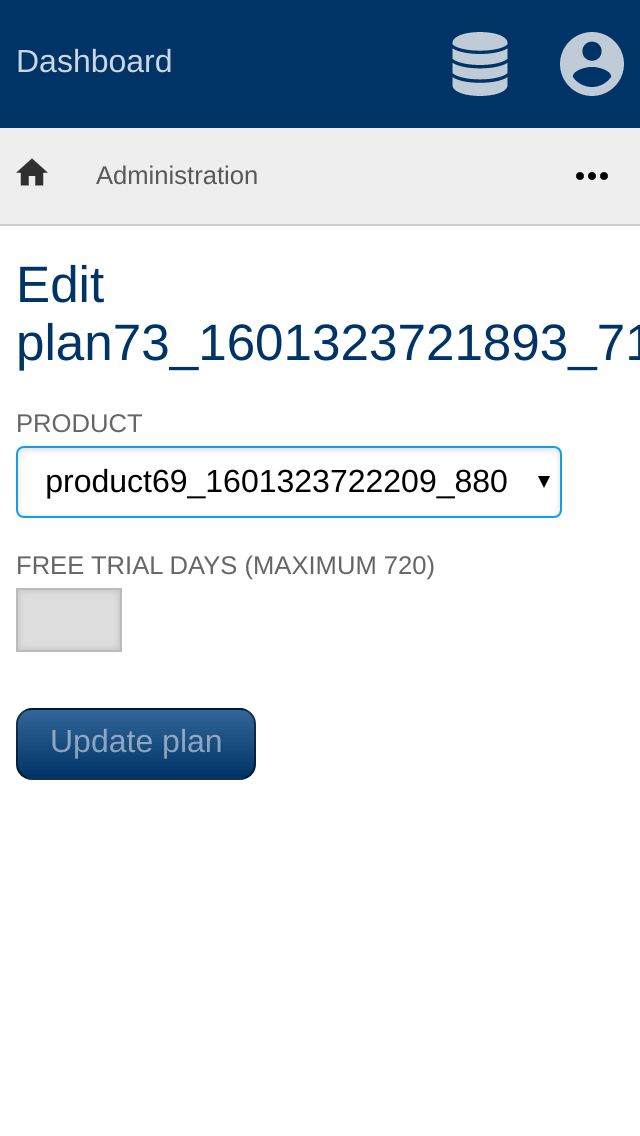 Dashboard
Administration
Edit
plan73_1601323721893_71
PRODUCT
product69_1601323722209_880
FREE TRIAL DAYS (MAXIMUM 720)
Update plan